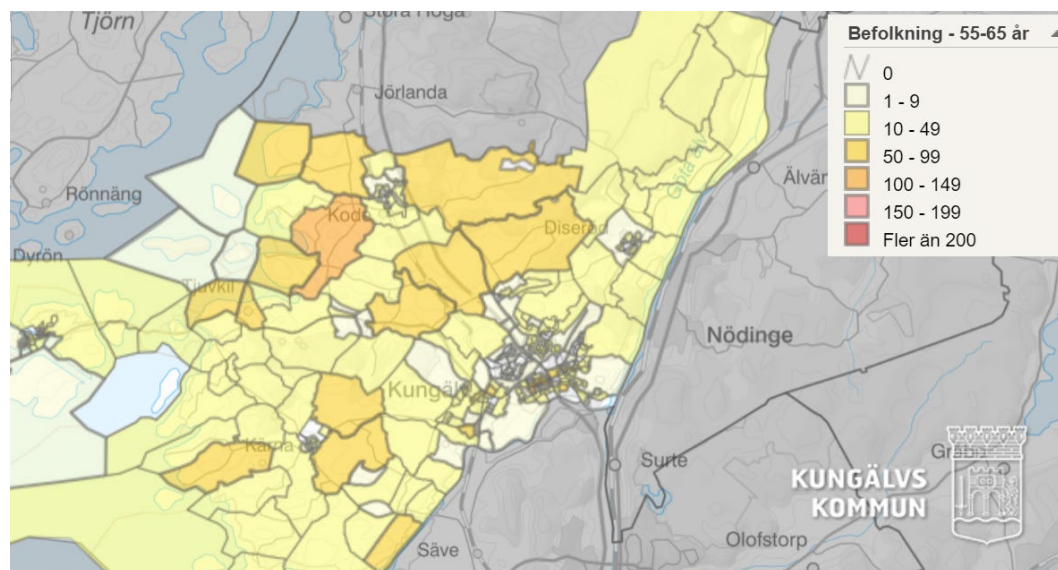 Tjörn
Stora Höga
Befolkning - 55-65 år
0
1 - 9
10 - 49
50 - 99
100 - 149
150 - 199
Fler än 200
Jörlanda
Rönnäng
Göta älv
Älvän
Kode
Diseröd
Dyrön
Tjuvkil
Nödinge
Kungälv
Kärna
Surte
Gråbo
KUNGÄLVS
KOMMUN
Säve
Olofstorp